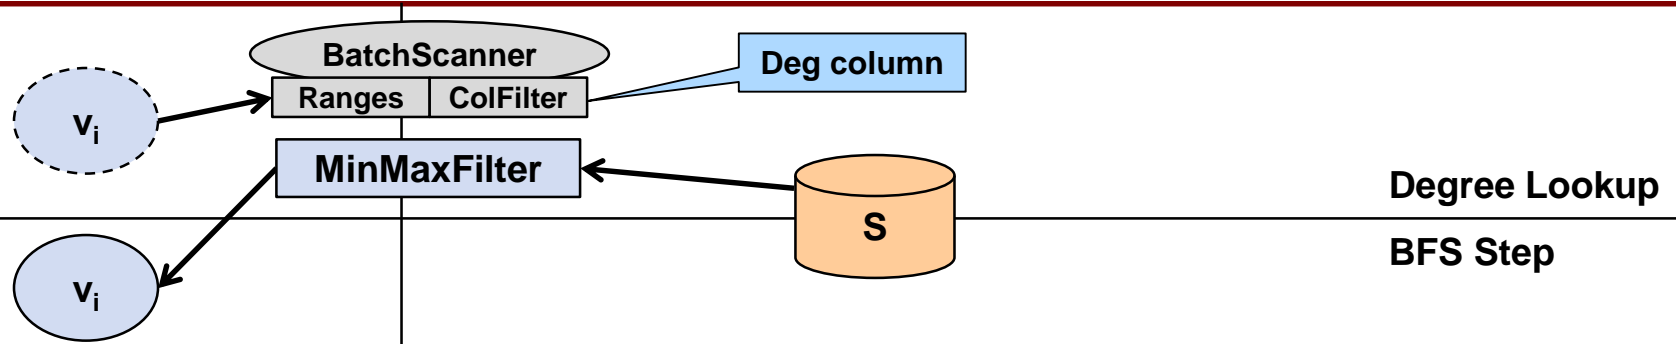 BatchScanner
Deg column
Ranges
ColFilter
vi
MinMaxFilter
Degree Lookup
S
BFS Step
vi